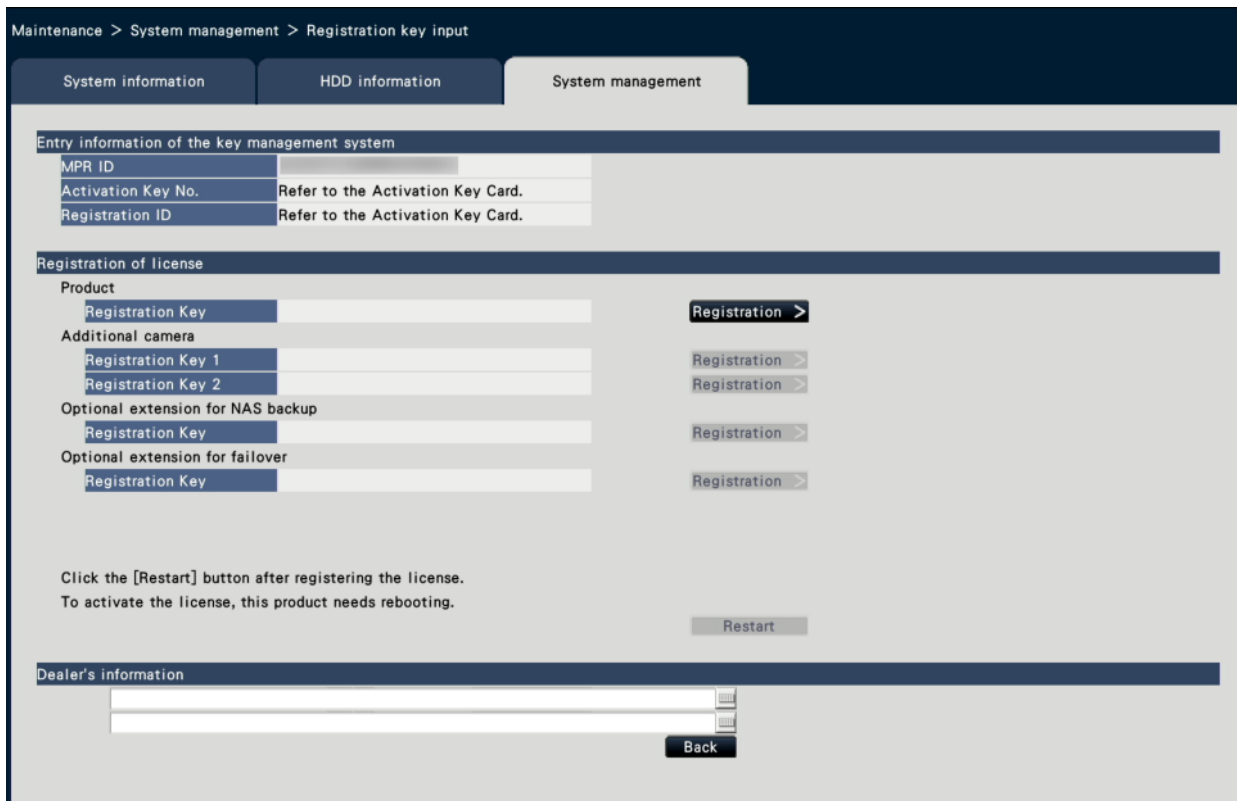 Maintenance > System management > Registration key input
System information HDD information System management
Entry information of the key management system
MPR ID
Activation Key No. Refer to the Activation Key Card.
Registration ID Refer to the Activation Key Card.
Registration of license
Product
Registration Key Registration >
Additional camera
Registration Key 1 Registration >
Registration Key 2 Registration >
Optional extension for NAS backup
Registration Key Registration >
Optional extension for failover
Registration Key Registration >
Click the [Restart] button after registering the license.
To activate the license, this product needs rebooting.
Restart
Dealer's information
Back